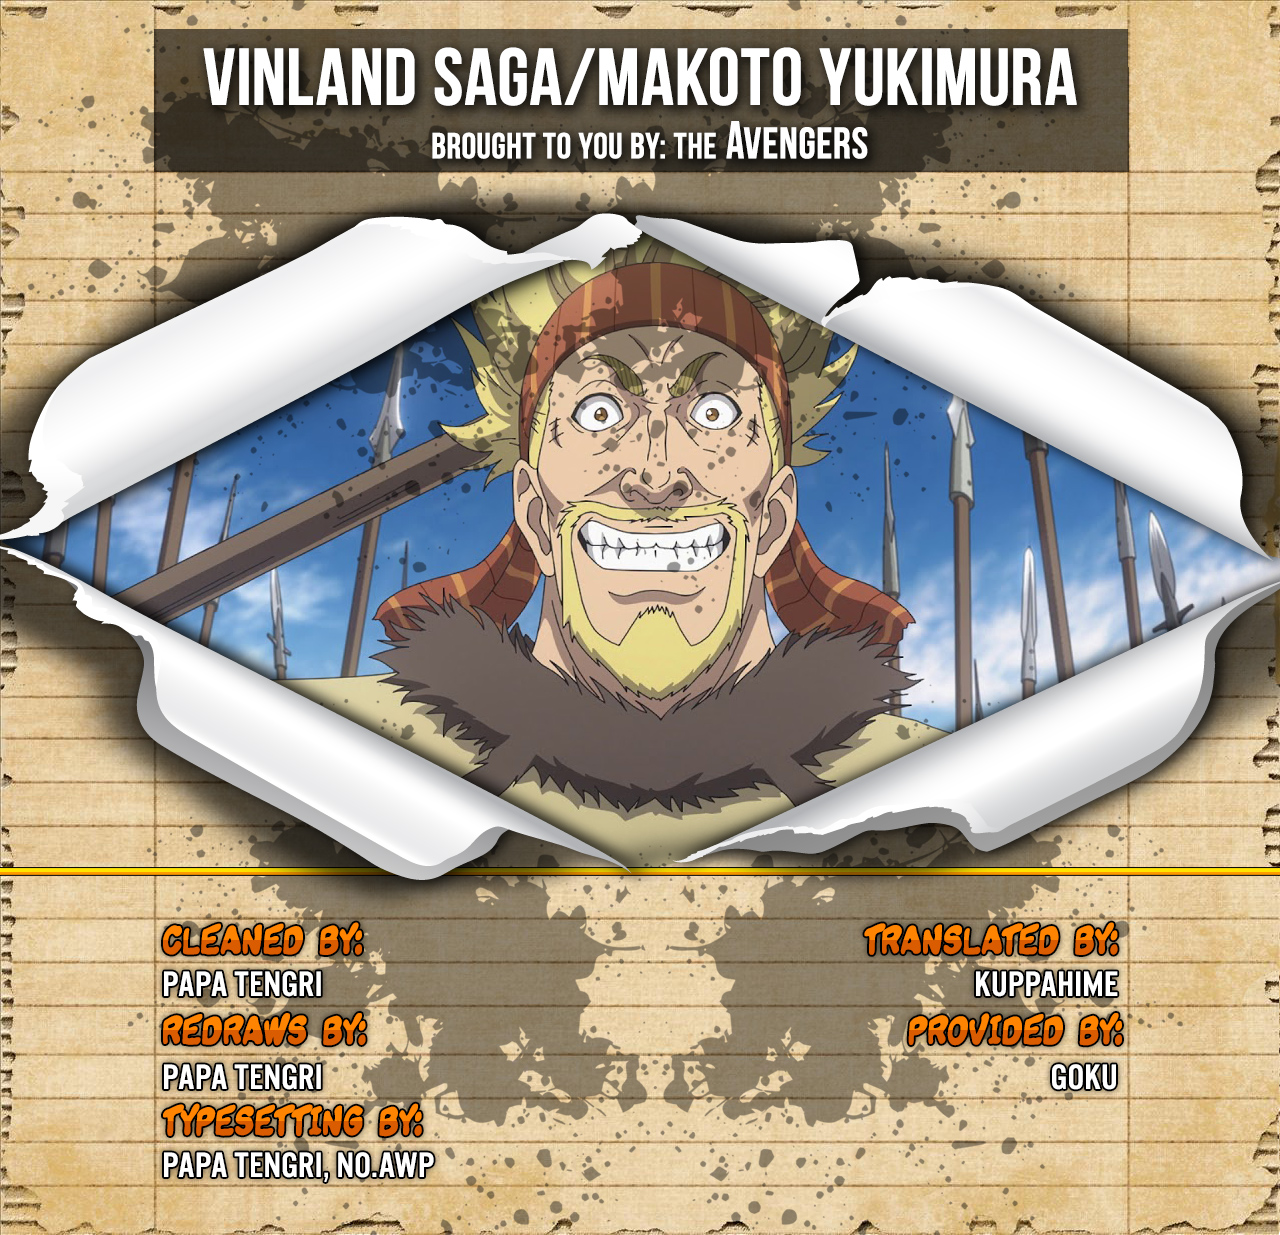 VINLAND SAGA/MAKOTO YUKIMURA
BROUGHT TO YOU BY: THE AVENGERS
CLEANED BY:
PAPA TENGRI
REDRAWS BY:
PAPA TENGRI
TYPESETTING BY:
PAPA TENGRI, NO.AWP
TRANSLATED BY:
KUPPAHIME
PROVIDED BY:
GOKU